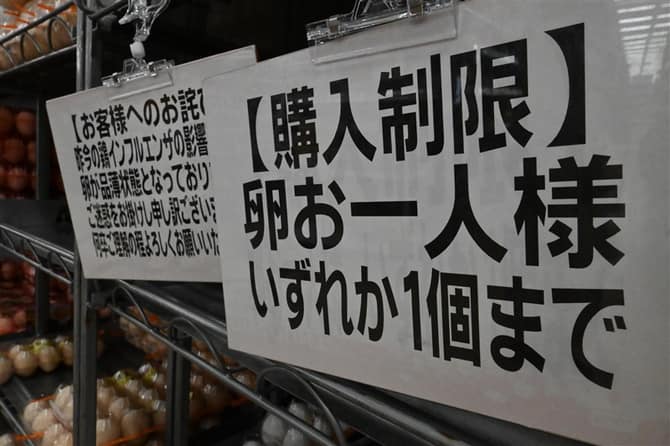 【お客様へのお詫び
昨今の鶏インフルエンザの影響
卵が品薄状態となっており
ご迷惑をお掛けし申し訳ございま
何卒ご理解の程よろしくお願いいた
【購入制限】
卵お一人様
いずれか1個まで